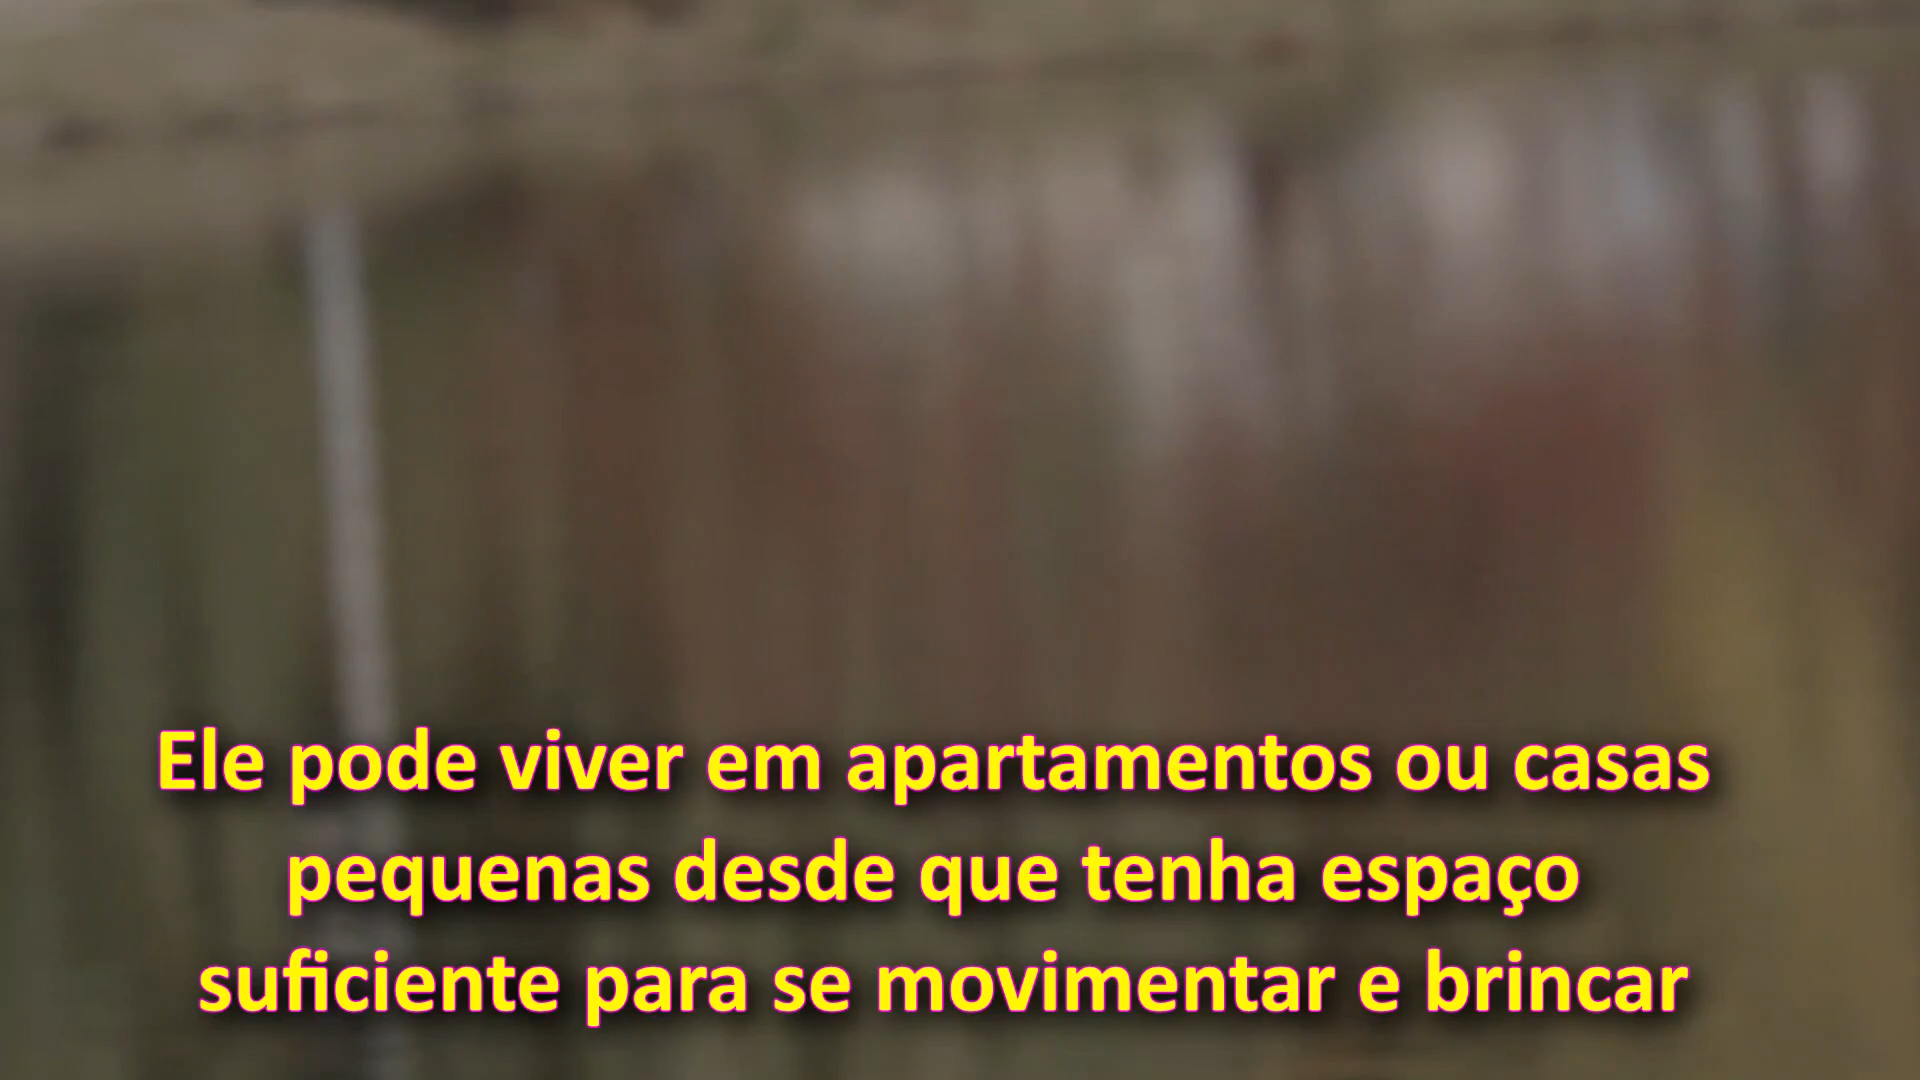 Ele pode viver em apartamentos ou casas
pequenas desde que tenha espaço
suficiente para se movimentar e brincar